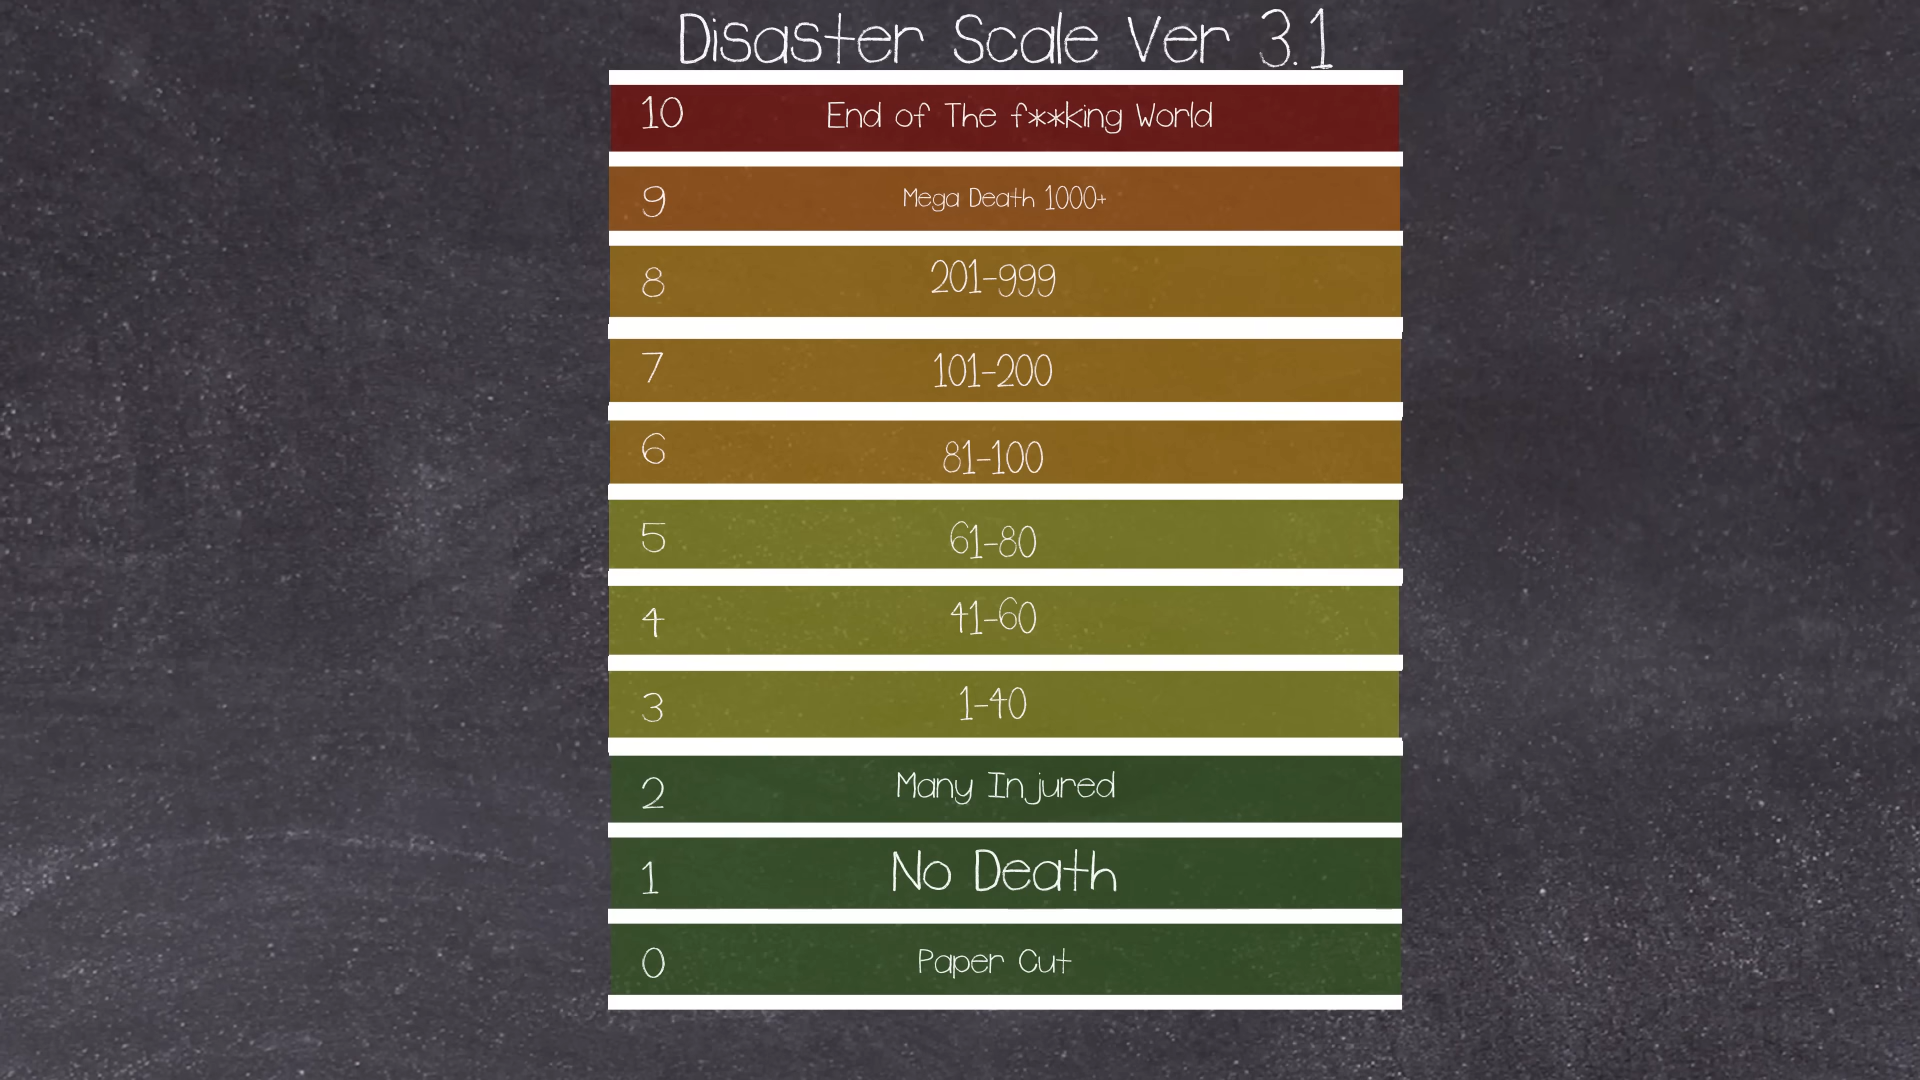 Disaster Scale Ver 3.1
10 End of The f**king World
9 Mega Death 1000+
8 201-999
7 101-200
6 81-100
5 61-80
4 41-60
3 1-40
2 Many Injured
1 No Death
0 Paper Cut